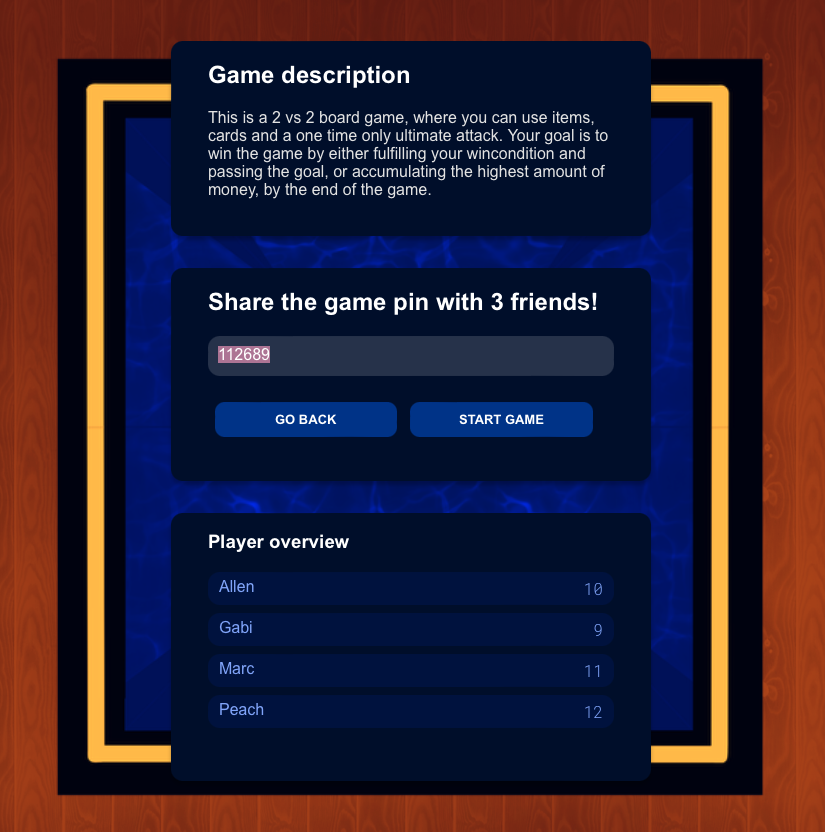 Game description
This is a 2 vs 2 board game, where you can use items,
cards and a one time only ultimate attack. Your goal is to
win the game by either fulfilling your wincondition and
passing the goal, or accumulating the highest amount of
money, by the end of the game.
Share the game pin with 3 friends!
112689
GO BACK START GAME
Player overview
Allen 10
Gabi 9
Marc 11
Peach 12